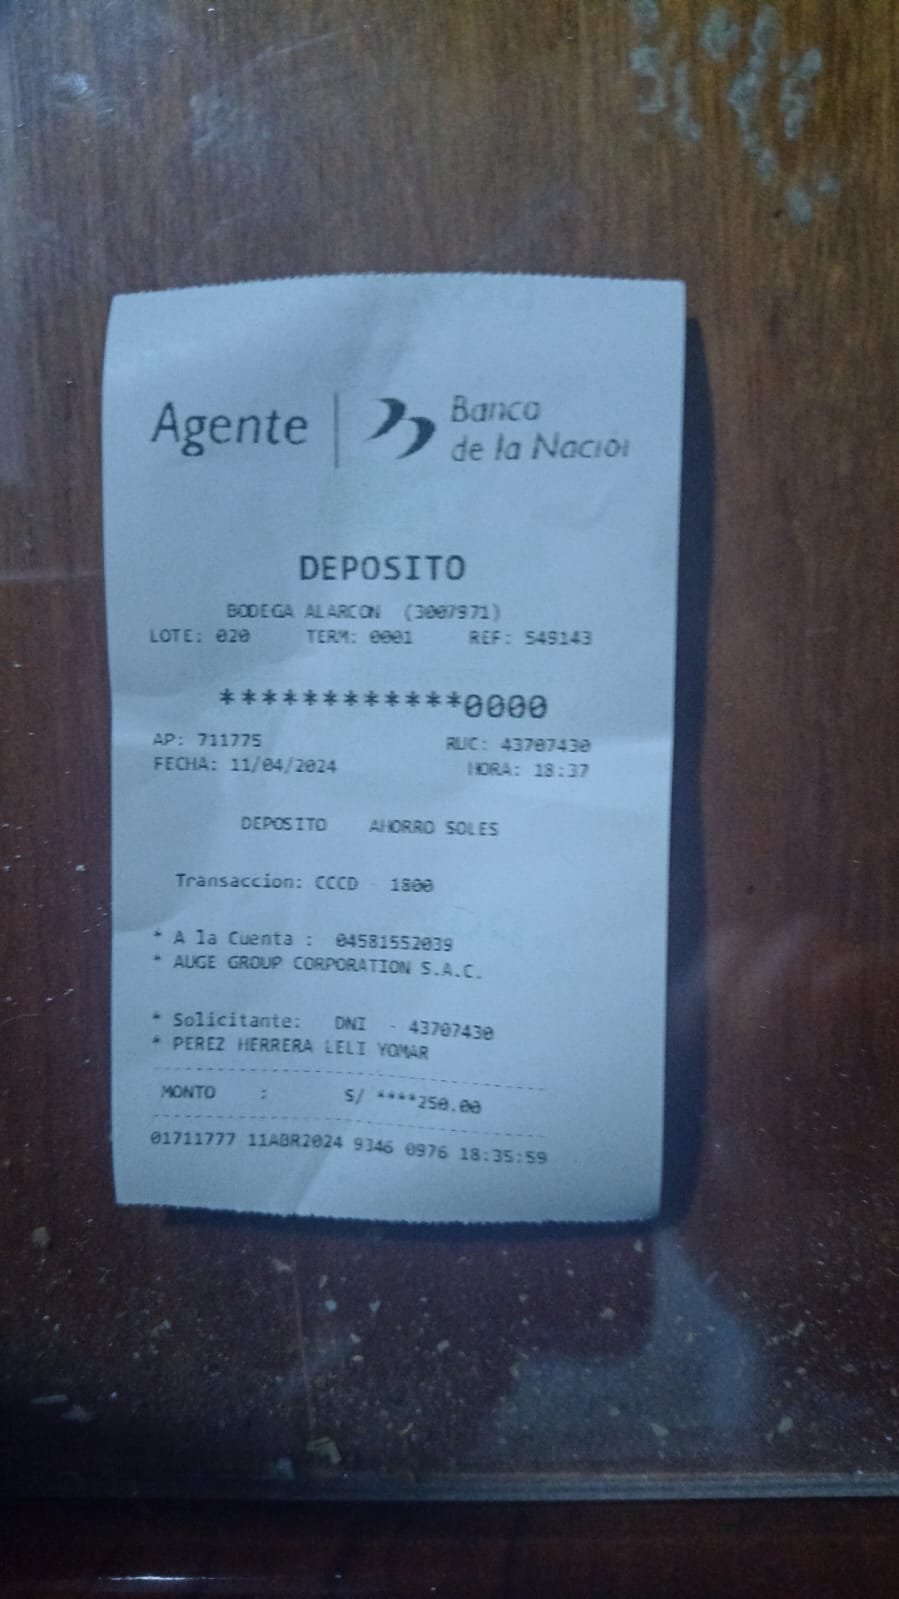 Agente | Banco
de la Nación
DEPOSITO
BODEGA ALARCON (3007971)
LOTE: 020 TERM: 0001 REF: 549143
************0000
AP: 711775 RUC: 43707430
FECHA: 11/04/2024 HORA: 18:37
DEPOSITO AHORRO SOLES
Transaccion: CCCD - 1800
* A la Cuenta : 04581552039
* AUGE GROUP CORPORATION S.A.C.
* Solicitante: DNI - 43707430
* PEREZ HERRERA LELI YOMAR
MONTO : S/ ****250.00
01711777 11ABR2024 9346 0976 18:35:59